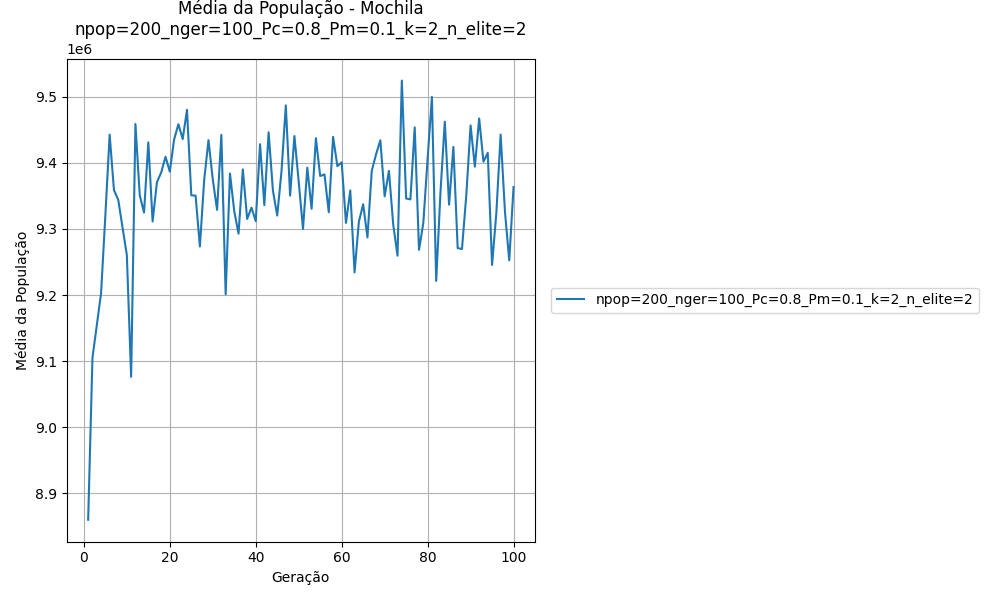 Média da População - Mochila
npop=200_nger=100_Pc=0.8_Pm=0.1_k=2_n_elite=2
1e6
9.5
9.4
9.3
9.2
9.1
9.0
8.9
Média da População
0 20 40 60 80 100
Geração
npop=200_nger=100_Pc=0.8_Pm=0.1_k=2_n_elite=2